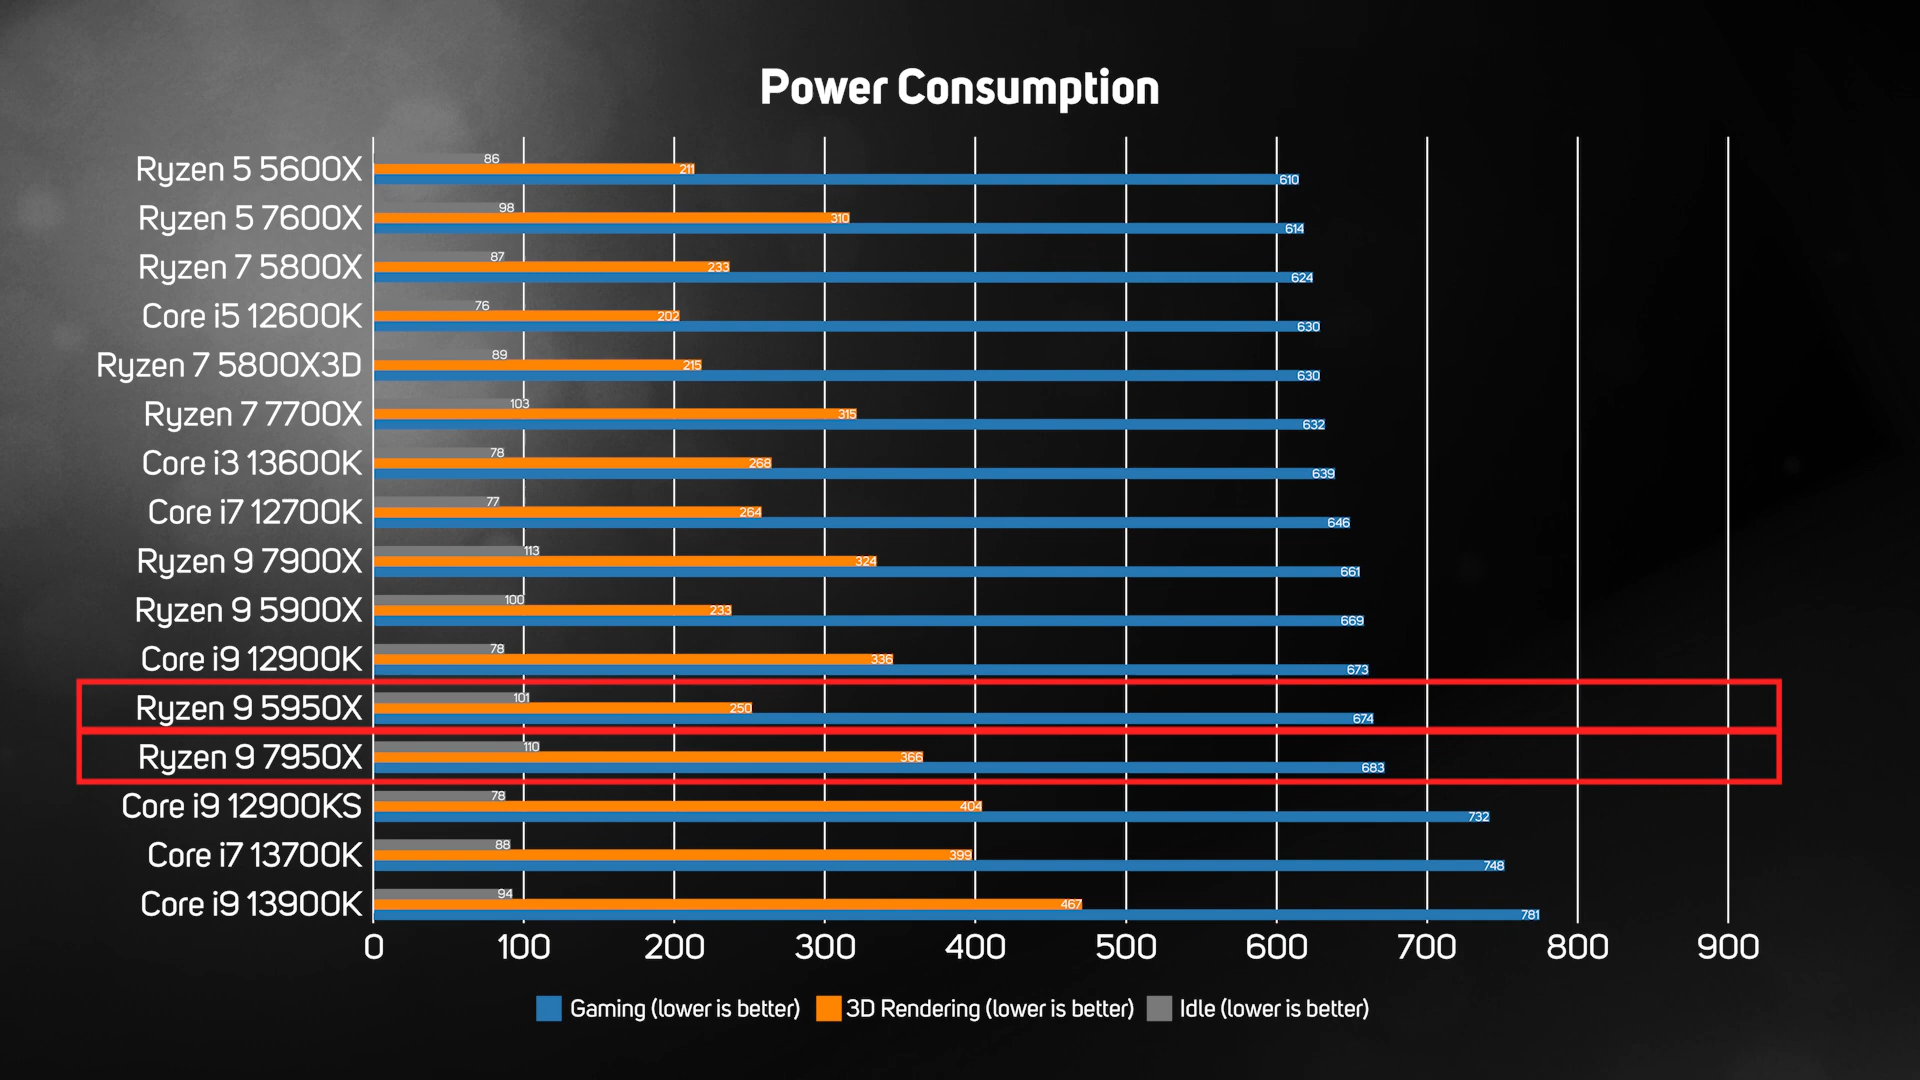 Power Consumption
Ryzen 5 5600X 86 211 610
Ryzen 5 7600X 98 310 614
Ryzen 7 5800X 87 233 624
Core i5 12600K 76 202 630
Ryzen 7 5800X3D 89 215 630
Ryzen 7 7700X 103 315 632
Core i3 13600K 78 268 639
Core i7 12700K 77 264 646
Ryzen 9 7900X 113 324 661
Ryzen 9 5900X 100 233 669
Core i9 12900K 78 336 673
Ryzen 9 5950X 101 250 674
Ryzen 9 7950X 110 366 683
Core i9 12900KS 78 404 732
Core i7 13700K 88 399 748
Core i9 13900K 94 467 781
0 100 200 300 400 500 600 700 800 900
Gaming (lower is better) 3D Rendering (lower is better) Idle (lower is better)